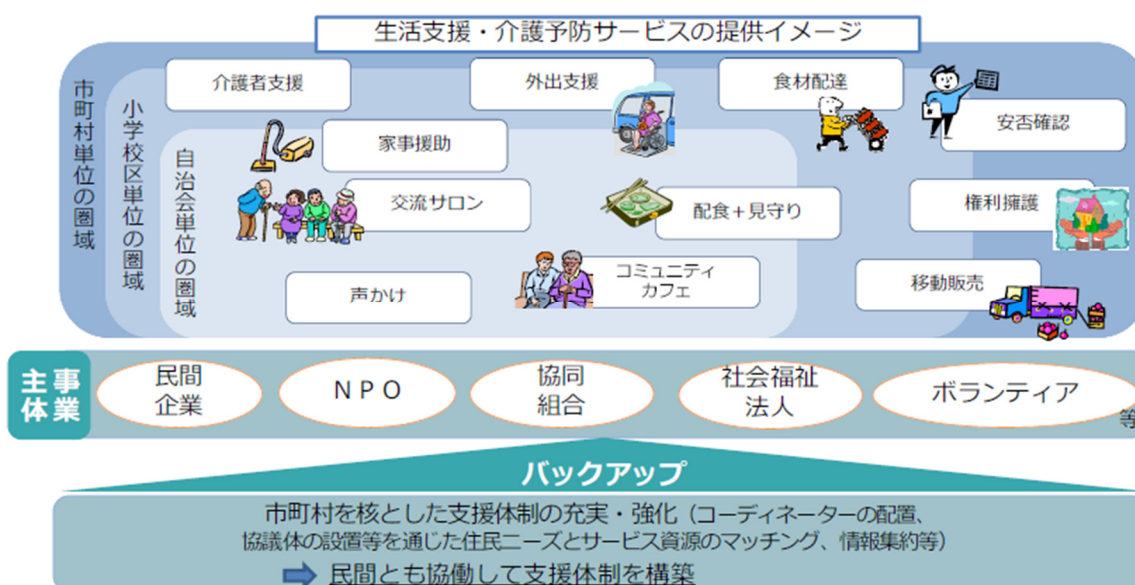 生活支援・介護予防サービスの提供イメージ
市町村単位の圏域
小学校区単位の圏域
自治会単位の圏域
介護者支援
外出支援
食材配達
安否確認
家事援助
交流サロン
配食＋見守り
権利擁護
声かけ
コミュニティ
カフェ
移動販売
事業
主体
民間
企業
ＮＰＯ
協同
組合
社会福祉
法人
ボランティア
等
バックアップ
市町村を核とした支援体制の充実・強化（コーディネーターの配置、
協議体の設置等を通じた住民ニーズとサービス資源のマッチング、情報集約等）
民間とも協働して支援体制を構築